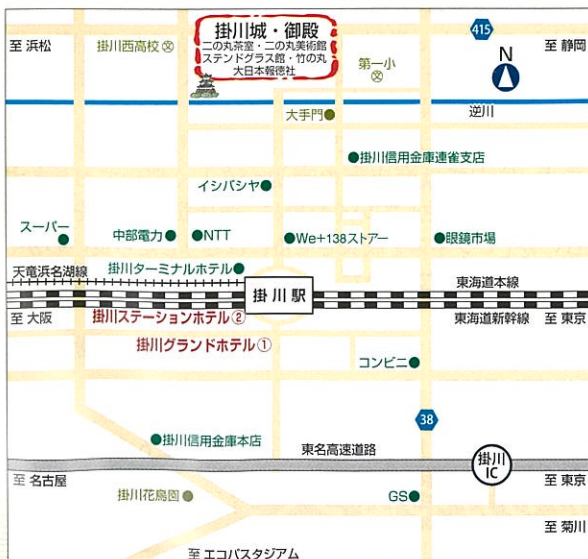 掛川城・御殿
二の丸茶室・二の丸美術館
ステンドグラス館・竹の丸
大日本報徳社
415
至 浜松
掛川西高校 文
至 静岡
第一小
文
N
大手門
逆川
掛川信用金庫連雀支店
イシバシヤ
スーパー
中部電力
NTT
We+138ストアー
眼鏡市場
天竜浜名湖線
掛川ターミナルホテル
掛川駅
東海道本線
至 大阪
掛川ステーションホテル②
東海道新幹線
至 東京
掛川グランドホテル①
コンビニ
38
掛川信用金庫本店
東名高速道路
掛川
IC
至 名古屋
至 東京
掛川花鳥園
GS
至 菊川
至 エコパスタジアム